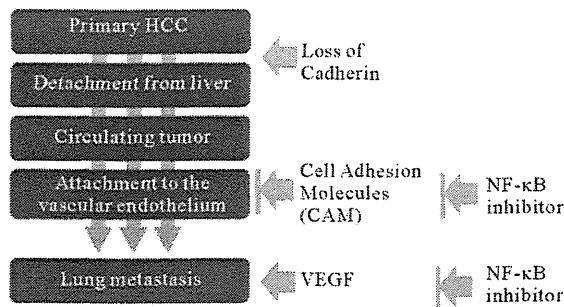 Primary HCC
Loss of
Cadherin
Detachment from liver
Circulating tumor
Attachment to the
vascular endothelium
Cell Adhesion
Molecules
(CAM)
NF-κB
inhibitor
Lung metastasis
VEGF
NF-κB
inhibitor